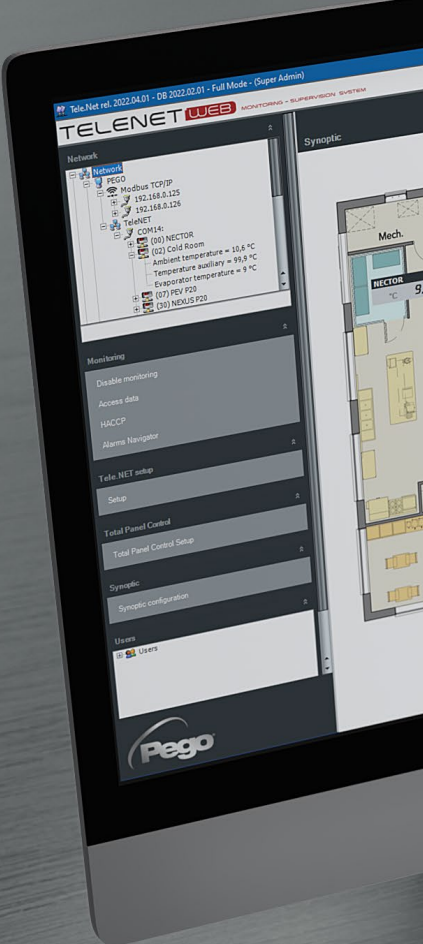 Tele.Net rel. 2022.04.01 - DB 2022.02.01 - Full Mode - (Super Admin)
TELENET WEB MONITORING - SUPERVISION SYSTEM
Network
Network
PEGO
Modbus TCP/IP
192.168.0.125
192.168.0.126
TeleNET
COM14:
(00) NECTOR
(02) Cold Room
Ambient temperature = 10,6 °C
Temperature auxiliary = 99,9 °C
Evaporator temperature = 9 °C
(07) PEV P20
(30) NEXUS P20
Monitoring
Disable monitoring
Access data
HACCP
Alarms Navigator
Tele.NET setup
Setup
Total Panel Control
Total Panel Control Setup
Synoptic
Synoptic configuration
Users
Users
Pego
Synoptic
Mech.
NECTOR
°C 9,